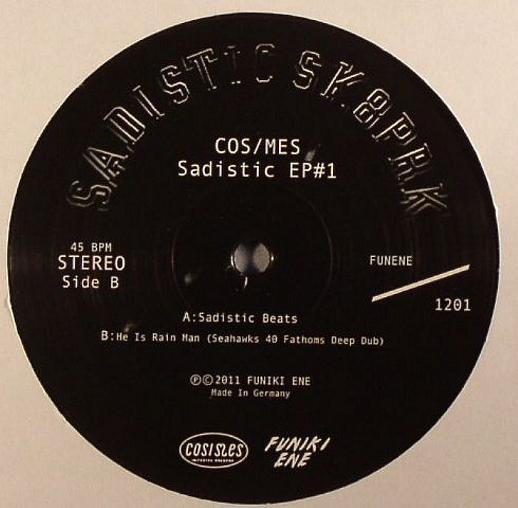 SADISTIC SK8PRK
COS/MES
Sadistic EP#1
45 BPM
STEREO
Side B
FUNENE
1201
A:Sadistic Beats
B:He Is Rain Man (Seahawks 40 Fathoms Deep Dub)
℗©2011 FUNIKI ENE
Made In Germany
COSISMES
FUNIKI
ENE